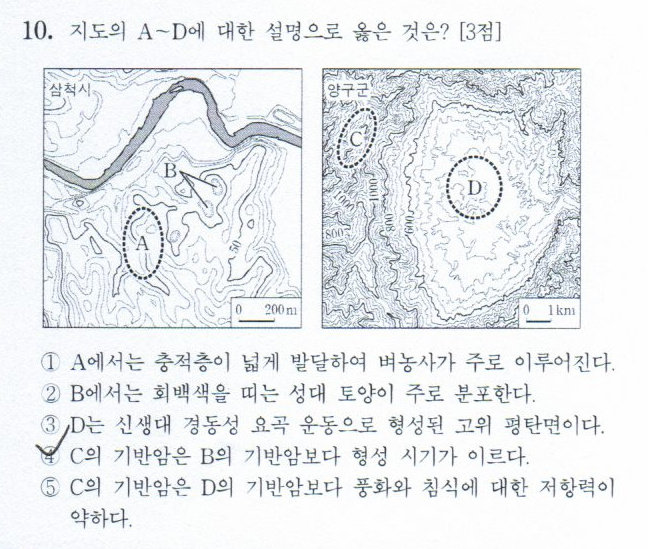 10. 지도의 A~D에 대한 설명으로 옳은 것은? [3점]
삼척시
양구군
B
C
D
A
1000
1000
800
800
600
50
0 200m
0 1km
① A에서는 충적층이 넓게 발달하여 벼농사가 주로 이루어진다.
② B에서는 회백색을 띠는 성대 토양이 주로 분포한다.
③ D는 신생대 경동성 요곡 운동으로 형성된 고위 평탄면이다.
④ C의 기반암은 B의 기반암보다 형성 시기가 이르다.
⑤ C의 기반암은 D의 기반암보다 풍화와 침식에 대한 저항력이
약하다.